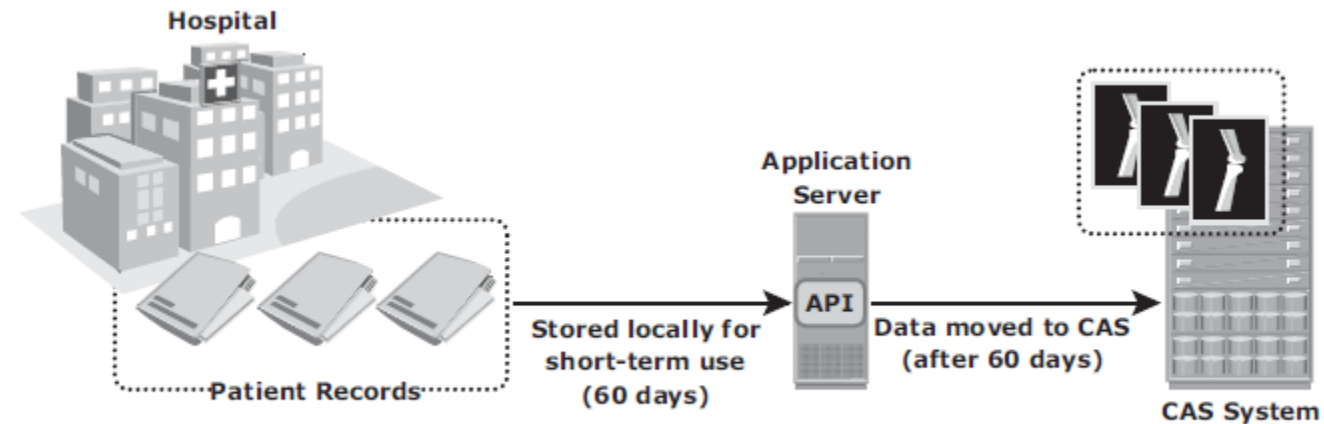 Hospital
Patient Records
Stored locally for
short-term use
(60 days)
Application
Server
API
Data moved to CAS
(after 60 days)
CAS System